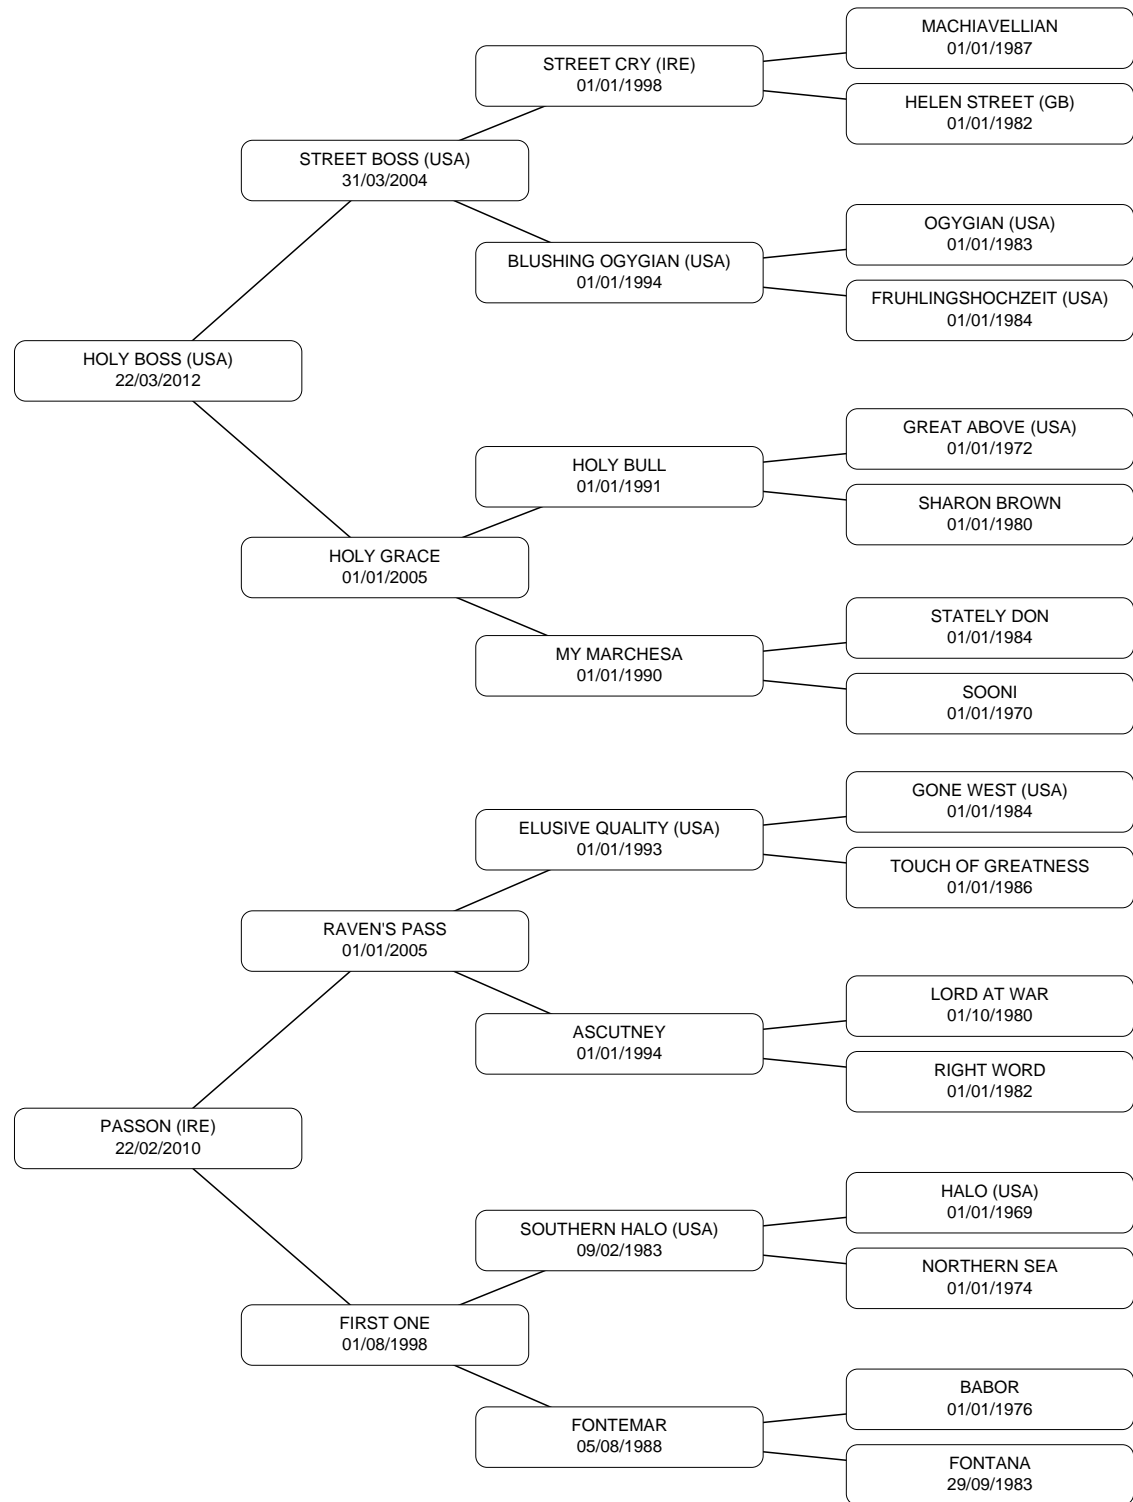 MACHIAVELLIAN
01/01/1987
STREET CRY (IRE)
01/01/1998
HELEN STREET (GB)
01/01/1982
STREET BOSS (USA)
31/03/2004
OGYGIAN (USA)
01/01/1983
BLUSHING OGYGIAN (USA)
01/01/1994
FRUHLINGSHOCHZEIT (USA)
01/01/1984
HOLY BOSS (USA)
22/03/2012
GREAT ABOVE (USA)
01/01/1972
HOLY BULL
01/01/1991
SHARON BROWN
01/01/1980
HOLY GRACE
01/01/2005
STATELY DON
01/01/1984
MY MARCHESA
01/01/1990
SOONI
01/01/1970
GONE WEST (USA)
01/01/1984
ELUSIVE QUALITY (USA)
01/01/1993
TOUCH OF GREATNESS
01/01/1986
RAVEN'S PASS
01/01/2005
LORD AT WAR
01/10/1980
ASCUTNEY
01/01/1994
RIGHT WORD
01/01/1982
PASSON (IRE)
22/02/2010
HALO (USA)
01/01/1969
SOUTHERN HALO (USA)
09/02/1983
NORTHERN SEA
01/01/1974
FIRST ONE
01/08/1998
BABOR
01/01/1976
FONTEMAR
05/08/1988
FONTANA
29/09/1983